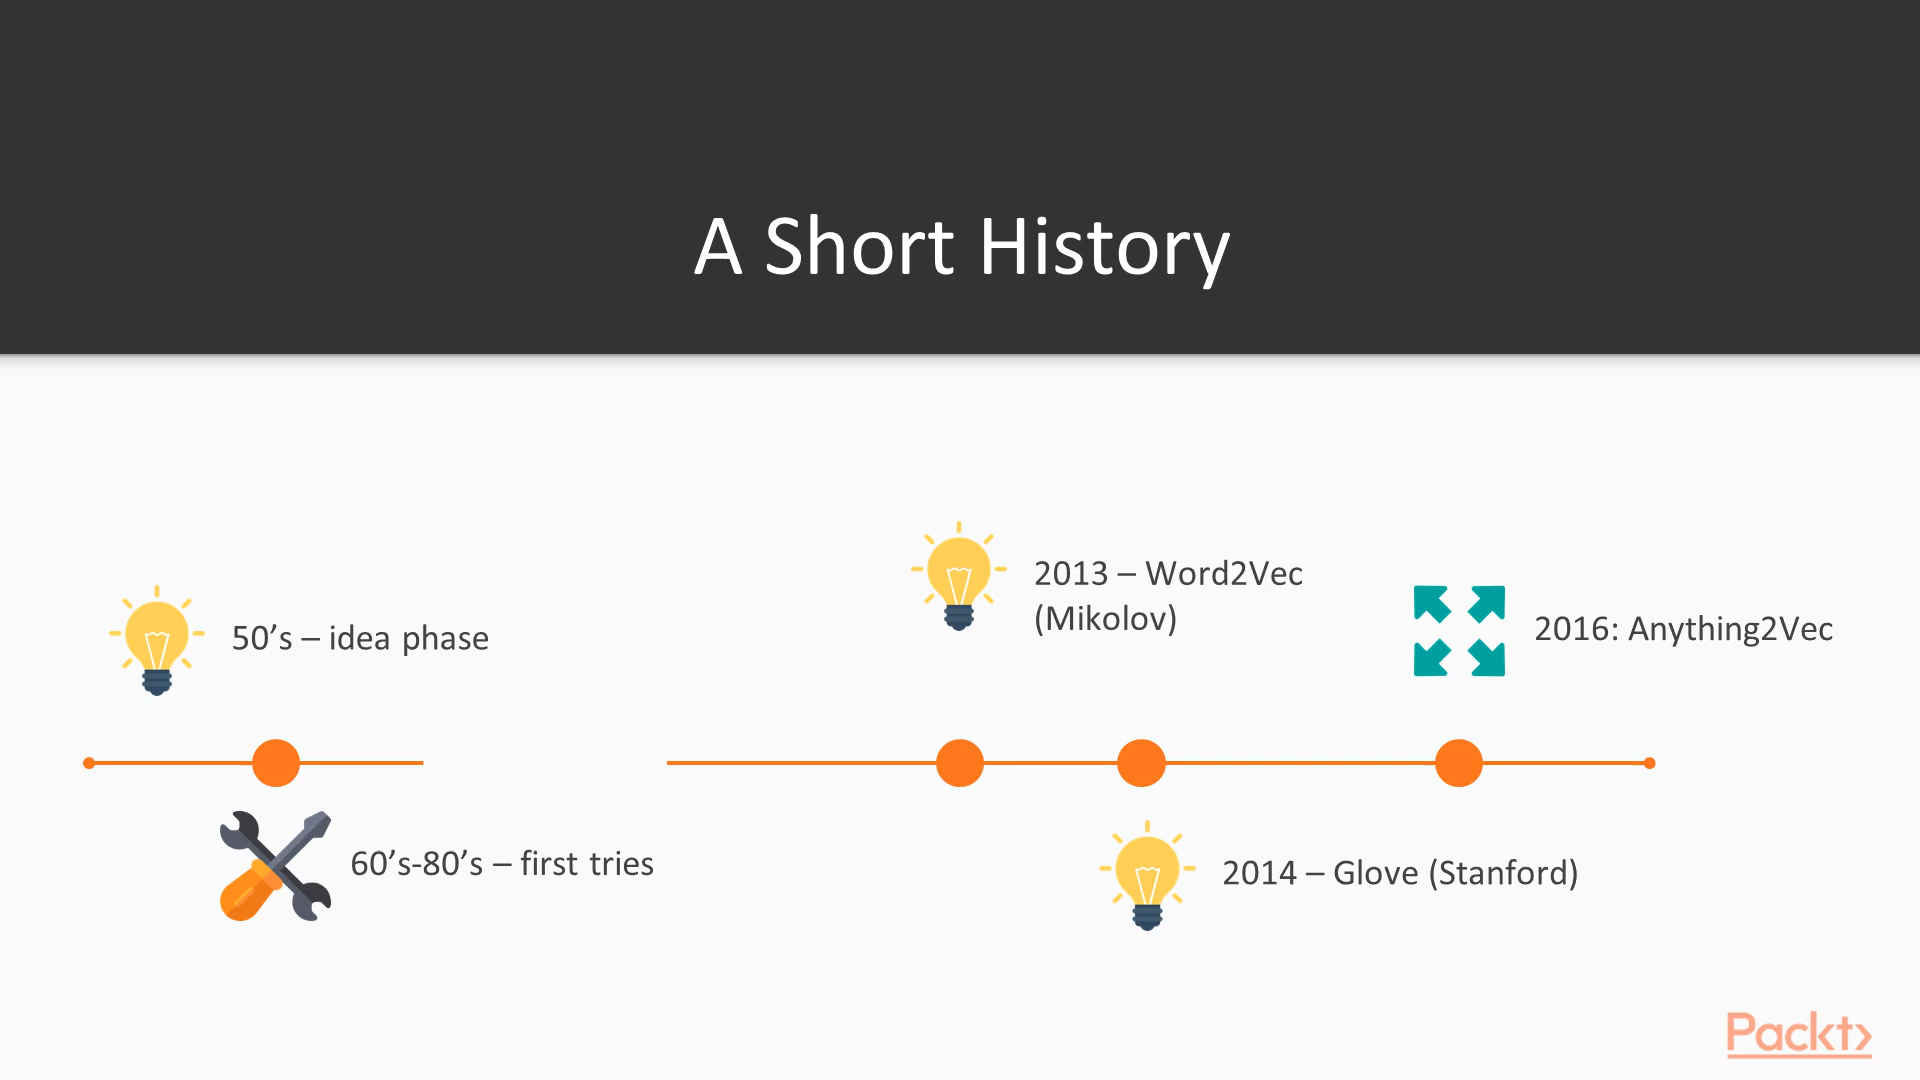 A Short History
50’s – idea phase
60’s-80’s – first tries
2013 – Word2Vec
(Mikolov)
2014 – Glove (Stanford)
2016: Anything2Vec
Packt